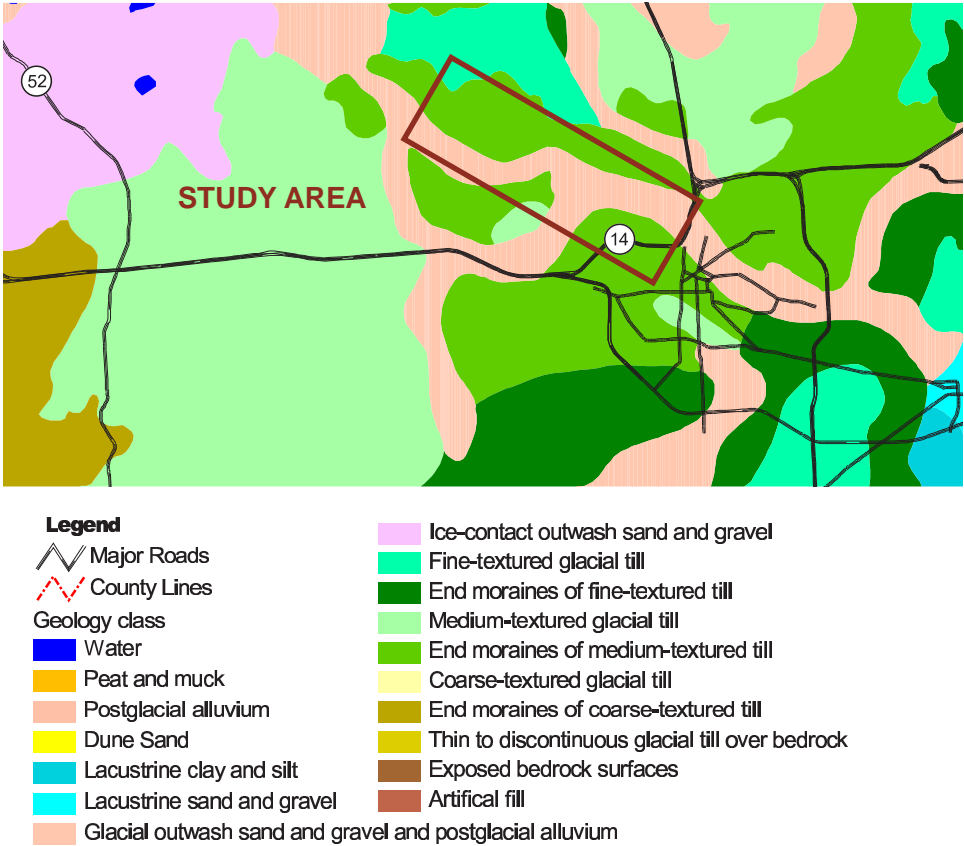 52
STUDY AREA
14
Legend
Major Roads
County Lines
Geology class
Water
Peat and muck
Postglacial alluvium
Dune Sand
Lacustrine clay and silt
Lacustrine sand and gravel
Glacial outwash sand and gravel and postglacial alluvium
Ice-contact outwash sand and gravel
Fine-textured glacial till
End moraines of fine-textured till
Medium-textured glacial till
End moraines of medium-textured till
Coarse-textured glacial till
End moraines of coarse-textured till
Thin to discontinuous glacial till over bedrock
Exposed bedrock surfaces
Artifical fill